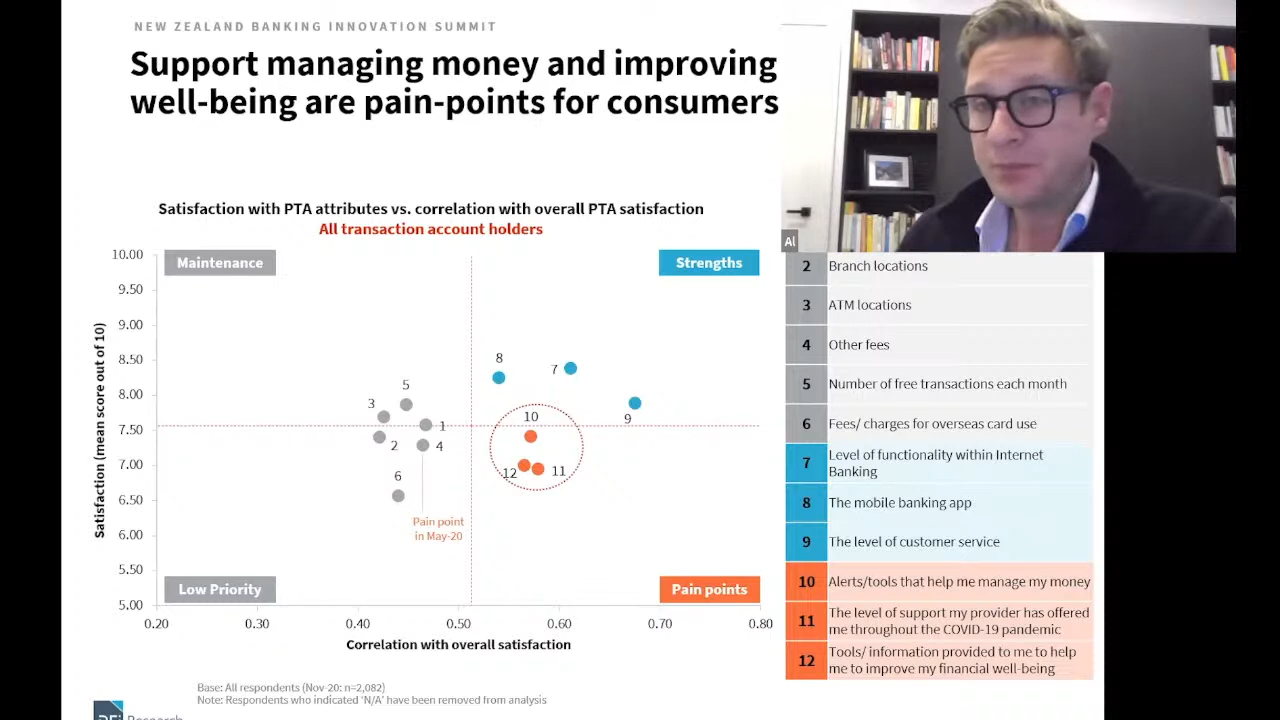 NEW ZEALAND BANKING INNOVATION SUMMIT
Support managing money and improving
well-being are pain-points for consumers
Satisfaction with PTA attributes vs. correlation with overall PTA satisfaction
All transaction account holders
Maintenance
Strengths
Low Priority
Pain points
Satisfaction (mean score out of 10)
10.00
9.50
9.00
8.50
8.00
7.50
7.00
6.50
6.00
5.50
5.00
0.20 0.30 0.40 0.50 0.60 0.70 0.80
Correlation with overall satisfaction
8
7
5
3
9
10
1
2
4
12
11
6
Pain point
in May-20
Al
2 Branch locations
3 ATM locations
4 Other fees
5 Number of free transactions each month
6 Fees/ charges for overseas card use
7 Level of functionality within Internet
Banking
8 The mobile banking app
9 The level of customer service
10 Alerts/tools that help me manage my money
11 The level of support my provider has offered
me throughout the COVID-19 pandemic
12 Tools/ information provided to me to help
me to improve my financial well-being
Base: All respondents (Nov-20: n=2,082)
Note: Respondents who indicated 'N/A' have been removed from analysis
Research